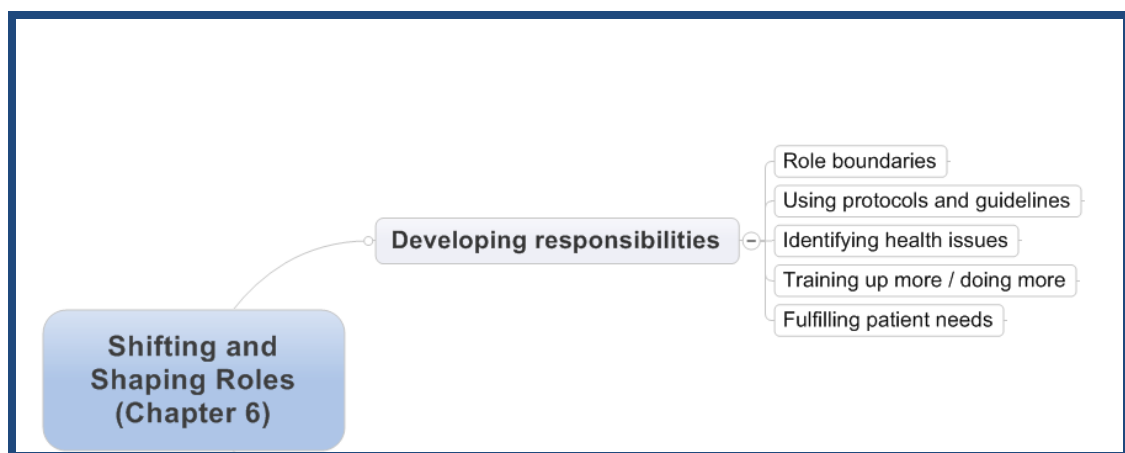 Role boundaries
Using protocols and guidelines
Developing responsibilities
Identifying health issues
Training up more / doing more
Fulfilling patient needs
Shifting and
Shaping Roles
(Chapter 6)